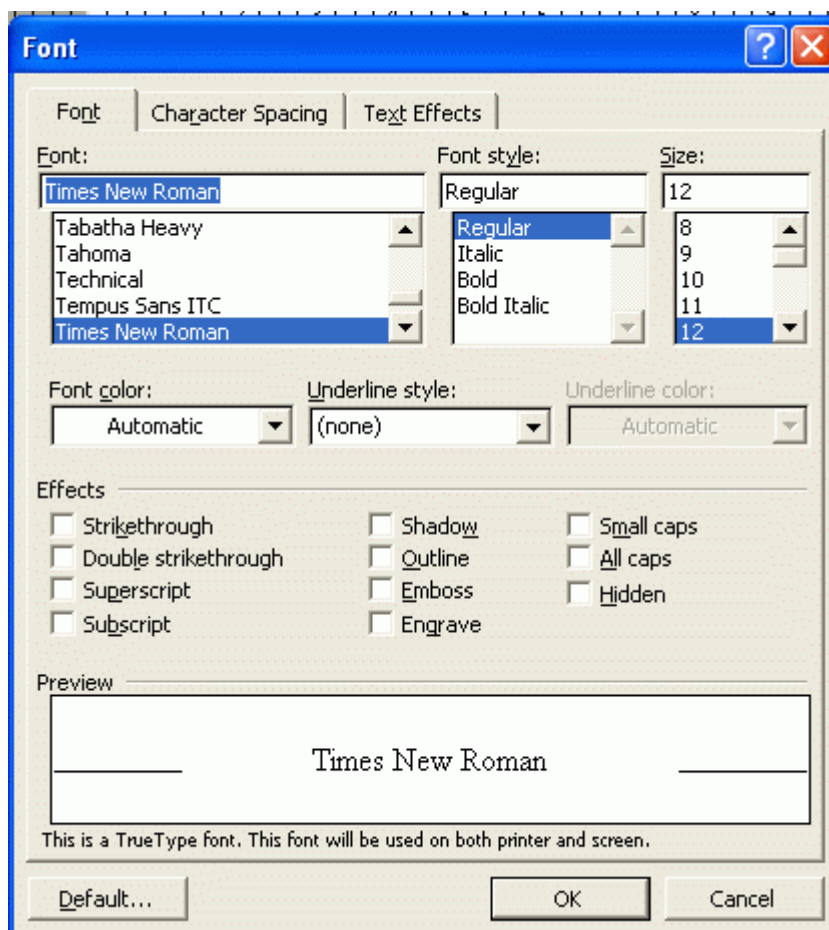 Font
Font Character Spacing Text Effects
Font: Font style: Size:
Times New Roman Regular 12
Tabatha Heavy Regular 8
Tahoma Italic 9
Technical Bold 10
Tempus Sans ITC Bold Italic 11
Times New Roman 12
Font color: Underline style: Underline color:
Automatic (none) Automatic
Effects
Strikethrough Shadow Small caps
Double strikethrough Outline All caps
Superscript Emboss Hidden
Subscript Engrave
Preview
Times New Roman
This is a TrueType font. This font will be used on both printer and screen.
Default... OK Cancel